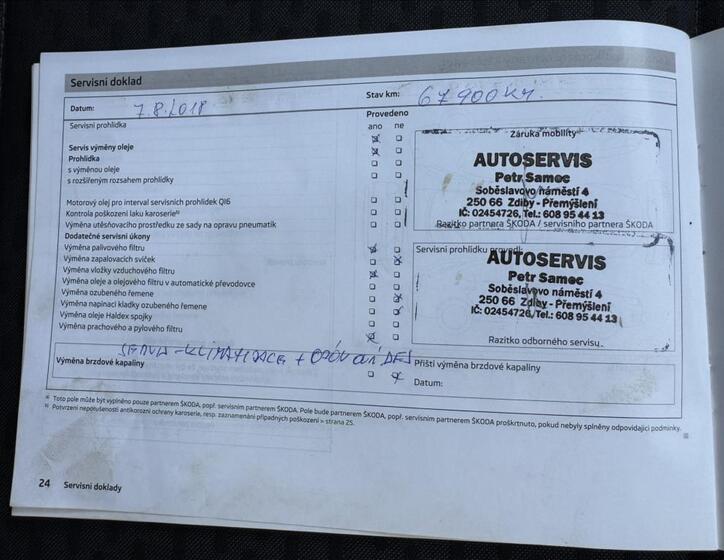 Servisní doklad
Datum: 7.8.2018
Stav km: 67 900 km.
Servisní prohlídka
Provedeno
ano ne
Servis výměny oleje
Prohlídka
s výměnou oleje
s rozšířeným rozsahem prohlídky
Motorový olej pro interval servisních prohlídek QI6
Kontrola poškození laku karoserie b)
Výměna utěsňovacího prostředku ze sady na opravu pneumatik
Dodatečné servisní úkony
Výměna palivového filtru
Výměna zapalovacích svíček
Výměna vložky vzduchového filtru
Výměna oleje a olejového filtru v automatické převodovce
Výměna ozubeného řemene
Výměna napínací kladky ozubeného řemene
Výměna oleje Haldex spojky
Výměna prachového a pylového filtru
Záruka mobility
AUTOSERVIS
Petr Samec
Soběslavovo náměstí 4
250 66 Zdiby - Přemyšlení
IČ: 02454726, Tel.: 608 95 44 13
Razítko partnera ŠKODA / servisního partnera ŠKODA
Servisní prohlídku provedl:
AUTOSERVIS
Petr Samec
Soběslavovo náměstí 4
250 66 Zdiby - Přemyšlení
IČ: 02454726, Tel.: 608 95 44 13
Razítko odborného servisu
KLIMATIZACE +
Výměna brzdové kapaliny
Příští výměna brzdové kapaliny
Datum:
a) Toto pole může být vyplněno pouze partnerem ŠKODA, popř. servisním partnerem ŠKODA. Pole bude partnerem ŠKODA, popř. servisním partnerem ŠKODA proškrtnuto, pokud nebyly splněny odpovídající podmínky.
b) Potvrzení neporušenosti antikorozní ochrany karoserie, resp. zaznamenání případných poškození » strana 25.
24 Servisní doklady